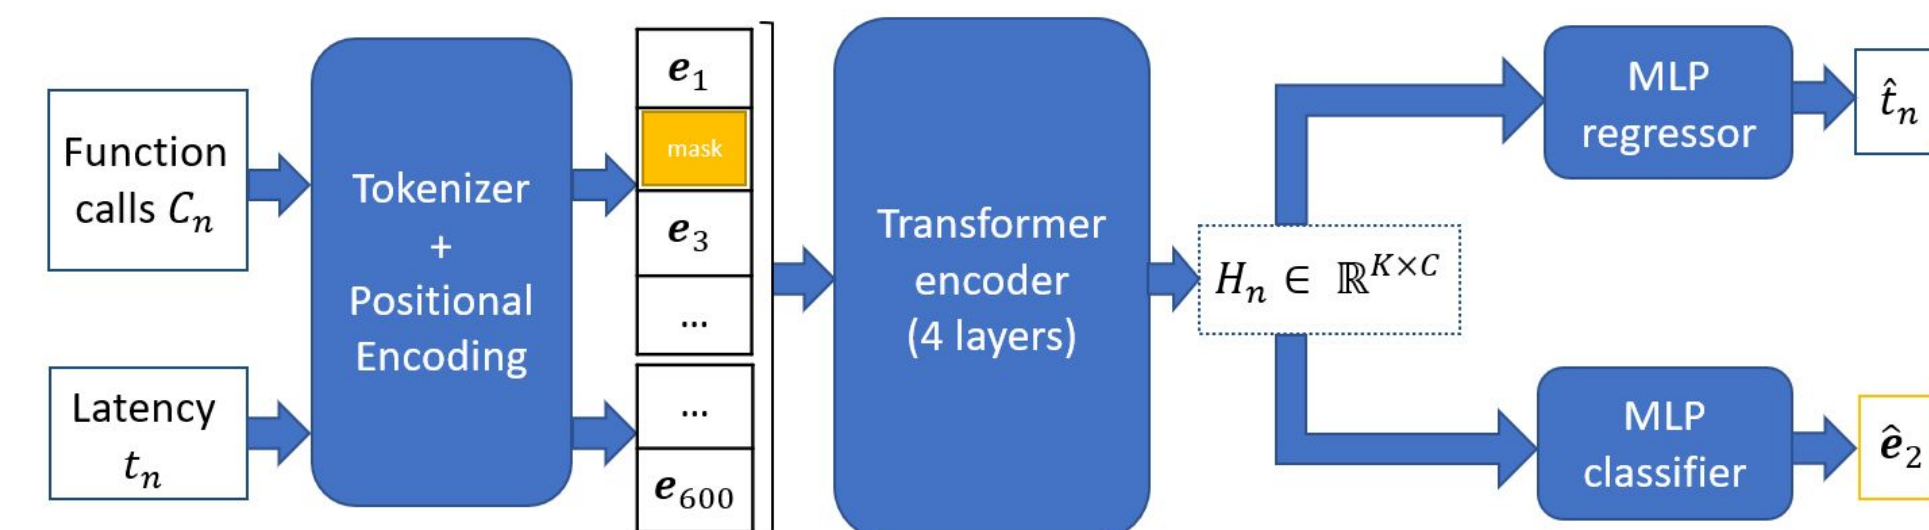 Function
calls Cₙ
Latency
tₙ
Tokenizer
+
Positional
Encoding
e₁
mask
e₃
...
...
e₆₀₀
Transformer
encoder
(4 layers)
Hₙ ∈ ℝᴷˣᶜ
MLP
regressor
t̂ₙ
MLP
classifier
ê₂